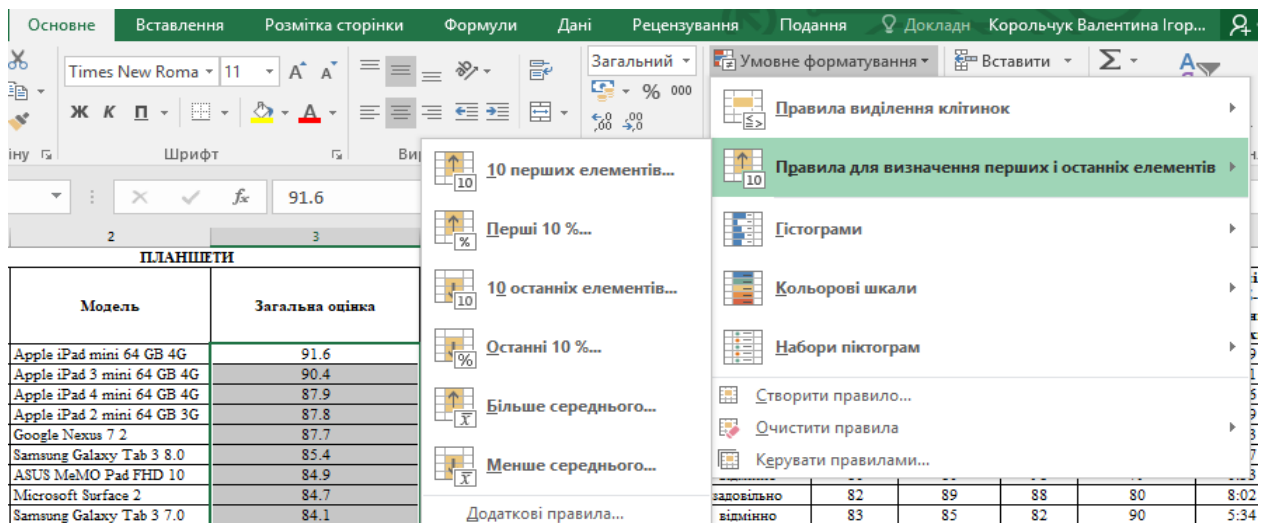 Основне Вставлення Розмітка сторінки Формули Дані Рецензування Подання Докладн Корольчук Валентина Ігор...
Times New Roma 11 Загальний Умовне форматування Вставити
Ж К П % 000
Шрифт
91.6
Правила виділення клітинок
Правила для визначення перших і останніх елементів
Гістограми
Кольорові шкали
Набори піктограм
Створити правило...
Очистити правила
Керувати правилами...
10 перших елементів...
Перші 10 %...
10 останніх елементів...
Останні 10 %...
Більше середнього...
Менше середнього...
Додаткові правила...
2 3
ПЛАНШЕТИ
Модель Загальна оцінка
Apple iPad mini 64 GB 4G 91.6
Apple iPad 3 mini 64 GB 4G 90.4
Apple iPad 4 mini 64 GB 4G 87.9
Apple iPad 2 mini 64 GB 3G 87.8
Google Nexus 7 2 87.7
Samsung Galaxy Tab 3 8.0 85.4
ASUS MeMO Pad FHD 10 84.9
Microsoft Surface 2 84.7 задовільно 82 89 88 80 8:02
Samsung Galaxy Tab 3 7.0 84.1 відмінно 83 85 82 90 5:34